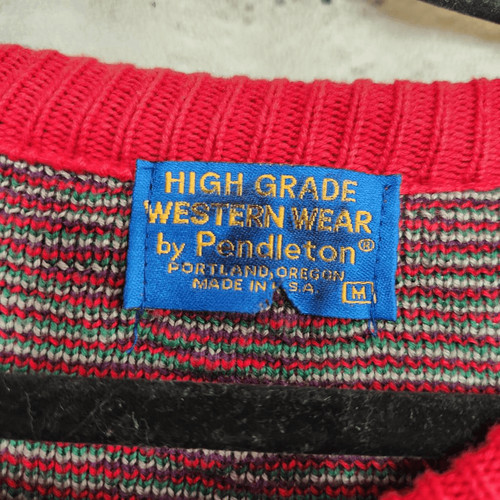 HIGH GRADE
WESTERN WEAR
by Pendleton®
PORTLAND, OREGON
MADE IN U.S.A.
M